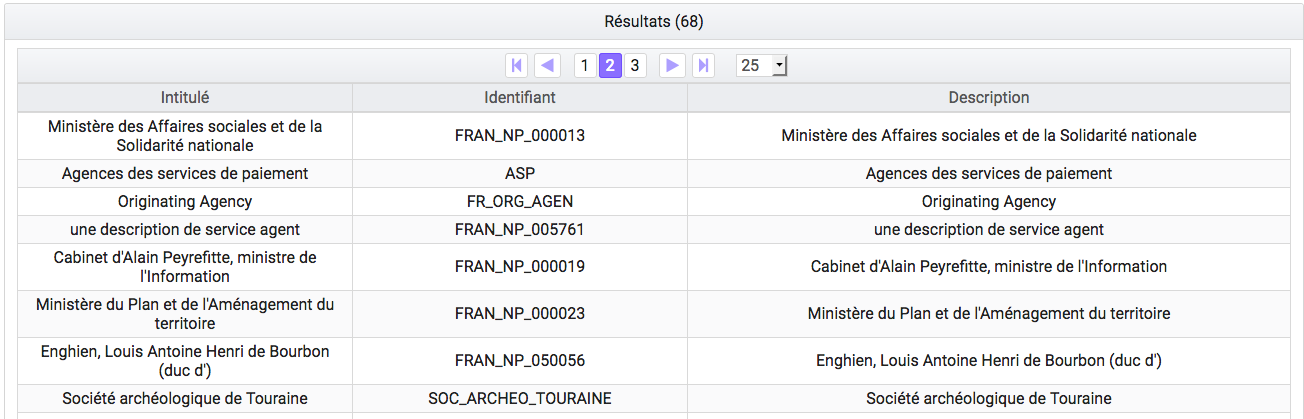 Résultats (68)
1 2 3 25
Intitulé Identifiant Description
Ministère des Affaires sociales et de la
Solidarité nationale
FRAN_NP_000013
Ministère des Affaires sociales et de la Solidarité nationale
Agences des services de paiement ASP Agences des services de paiement
Originating Agency FR_ORG_AGEN Originating Agency
une description de service agent FRAN_NP_005761 une description de service agent
Cabinet d'Alain Peyrefitte, ministre de
l'Information
FRAN_NP_000019
Cabinet d'Alain Peyrefitte, ministre de l'Information
Ministère du Plan et de l'Aménagement du
territoire
FRAN_NP_000023
Ministère du Plan et de l'Aménagement du territoire
Enghien, Louis Antoine Henri de Bourbon
(duc d')
FRAN_NP_050056
Enghien, Louis Antoine Henri de Bourbon (duc d')
Société archéologique de Touraine SOC_ARCHEO_TOURAINE Société archéologique de Touraine